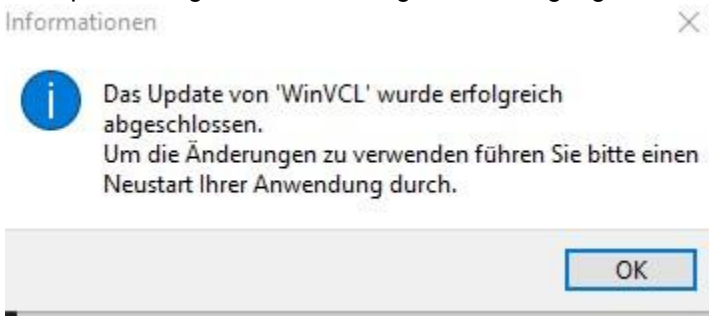 Informationen
Das Update von 'WinVCL' wurde erfolgreich
abgeschlossen.
Um die Änderungen zu verwenden führen Sie bitte einen
Neustart Ihrer Anwendung durch.
OK